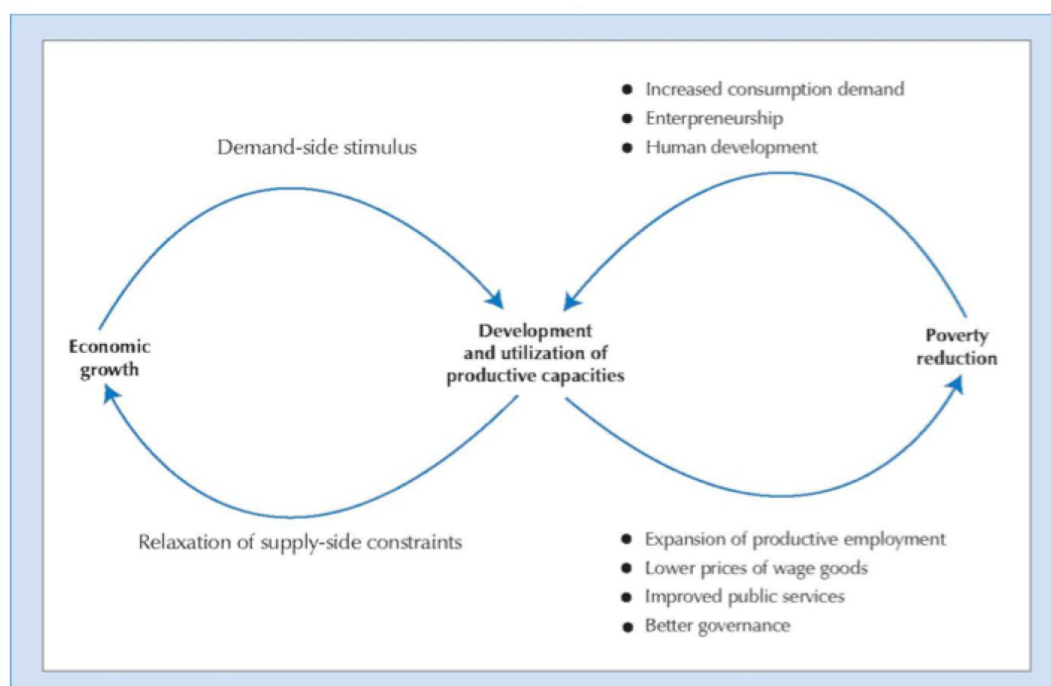 Demand-side stimulus
● Increased consumption demand
● Enterpreneurship
● Human development
Economic
growth
Development
and utilization of
productive capacities
Poverty
reduction
Relaxation of supply-side constraints
● Expansion of productive employment
● Lower prices of wage goods
● Improved public services
● Better governance